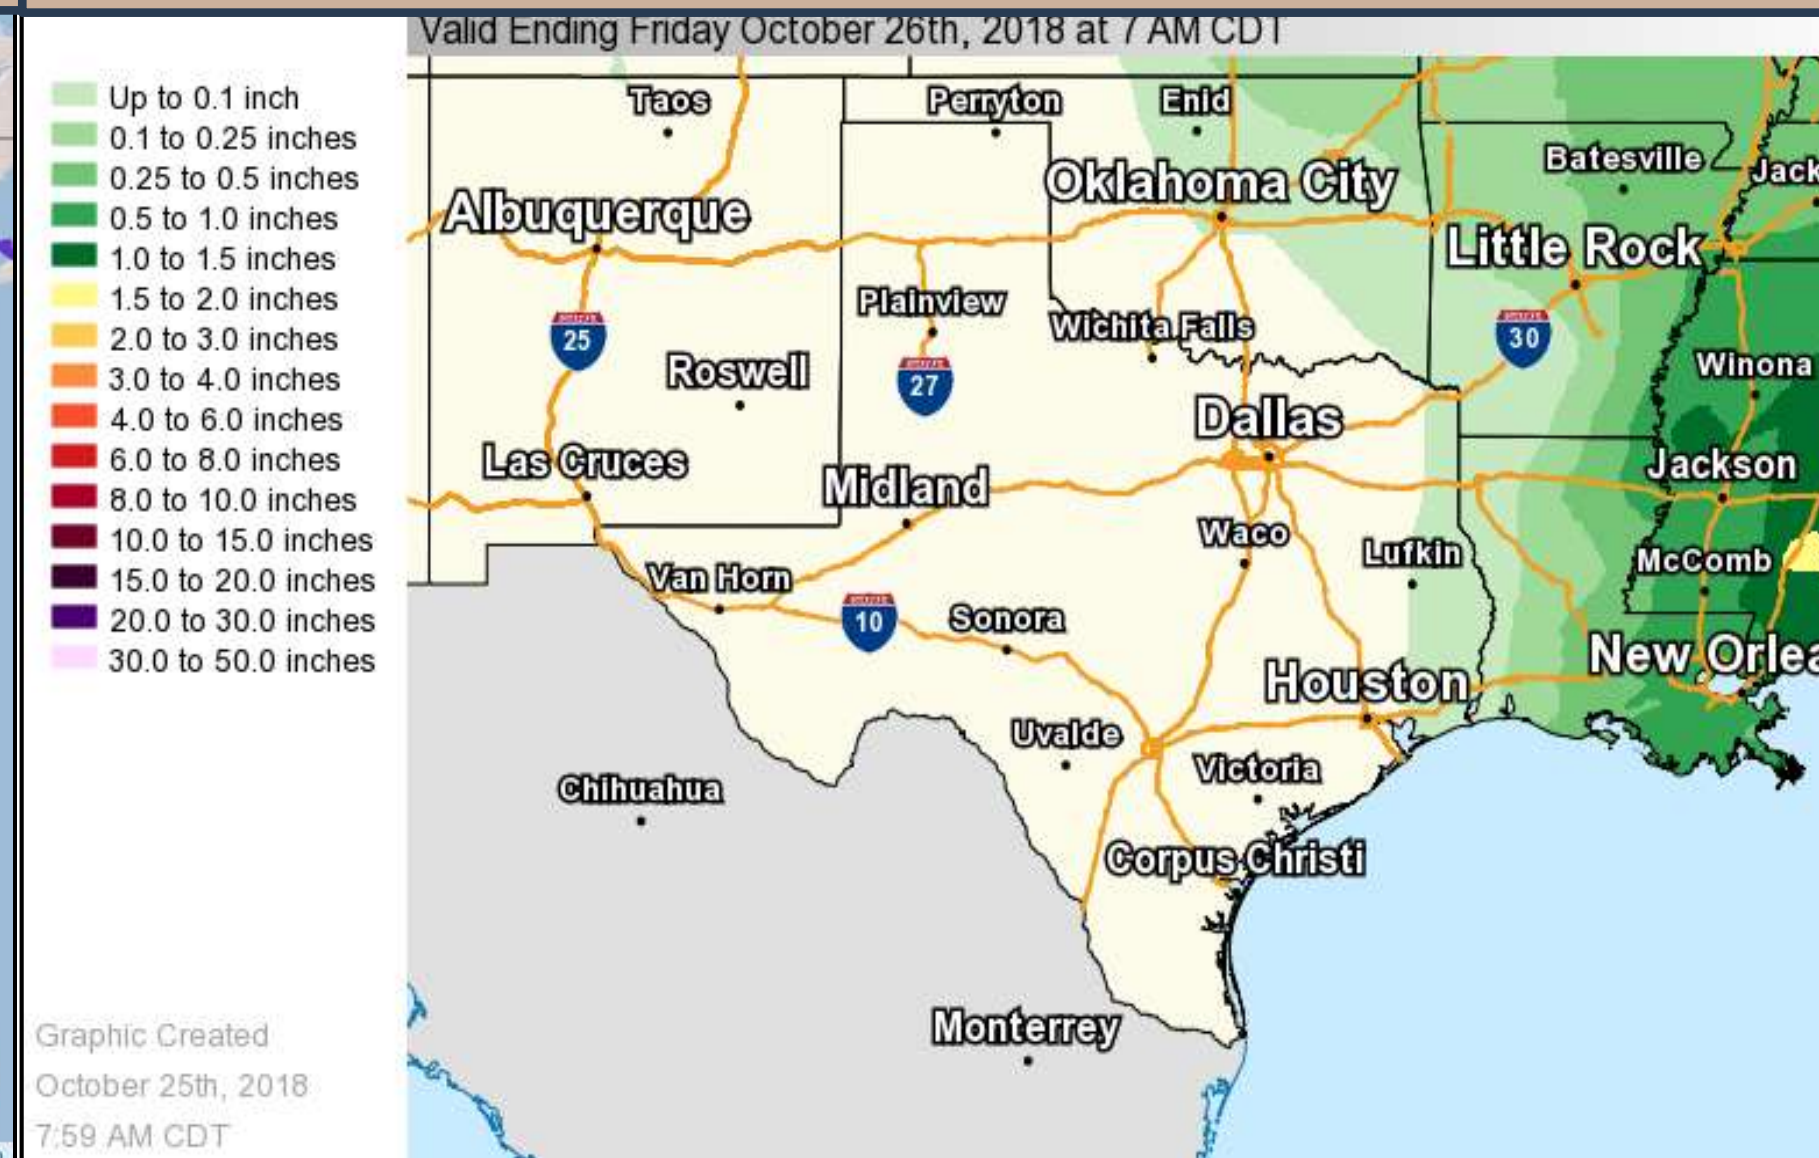 Valid Ending Friday October 26th, 2018 at 7 AM CDT
Up to 0.1 inch
0.1 to 0.25 inches
0.25 to 0.5 inches
0.5 to 1.0 inches
1.0 to 1.5 inches
1.5 to 2.0 inches
2.0 to 3.0 inches
3.0 to 4.0 inches
4.0 to 6.0 inches
6.0 to 8.0 inches
8.0 to 10.0 inches
10.0 to 15.0 inches
15.0 to 20.0 inches
20.0 to 30.0 inches
30.0 to 50.0 inches
Taos
Perryton
Enid
Batesville
Jack
Oklahoma City
Albuquerque
Little Rock
Plainview
Wichita Falls
25
30
Roswell
27
Winona
Dallas
Las Cruces
Midland
Jackson
Waco
Lufkin
McComb
Van Horn
10
Sonora
New Orlea
Houston
Uvalde
Victoria
Chihuahua
Corpus Christi
Monterrey
Graphic Created
October 25th, 2018
7:59 AM CDT